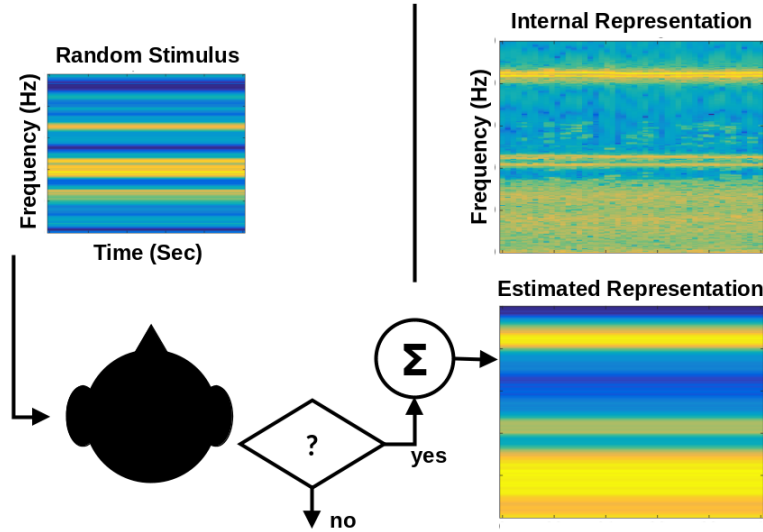 Random Stimulus
Frequency (Hz)
Time (Sec)
Internal Representation
Frequency (Hz)
Estimated Representation
Σ
?
yes
no